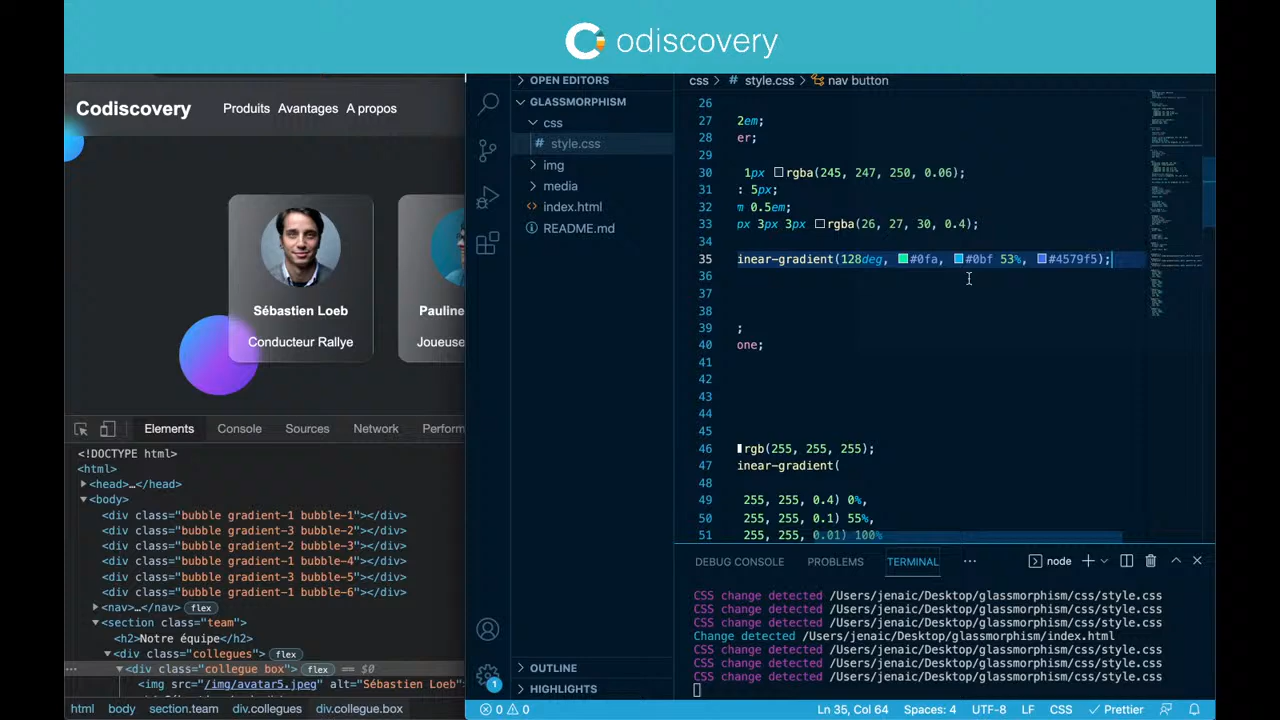 Codiscovery
Codiscovery
Produits Avantages A propos
Sébastien Loeb
Conducteur Rallye
Pauline
Joueuse
Elements Console Sources Network Perform
<!DOCTYPE html>
<html>
<head>…</head>
<body>
<div class="bubble gradient-1 bubble-1"></div>
<div class="bubble gradient-3 bubble-2"></div>
<div class="bubble gradient-2 bubble-3"></div>
<div class="bubble gradient-1 bubble-4"></div>
<div class="bubble gradient-3 bubble-5"></div>
<div class="bubble gradient-1 bubble-6"></div>
<nav>…</nav> flex
<section class="team">
<h2>Notre équipe</h2>
<div class="collegues"> flex
<div class="collegue box"> flex == $0
<img src="/img/avatar5.jpeg" alt="Sébastien Loeb"
html body section.team div.collegues div.collegue.box
OPEN EDITORS
GLASSMORPHISM
css
# style.css
img
media
<> index.html
README.md
OUTLINE
HIGHLIGHTS
1
css > # style.css > nav button
26
27 2em;
28 er;
29
30 1px rgba(245, 247, 250, 0.06);
31 : 5px;
32 m 0.5em;
33 px 3px 3px rgba(26, 27, 30, 0.4);
34
35 inear-gradient(128deg, #0fa, #0bf 53%, #4579f5);
36
37
38
39 ;
40 one;
41
42
43
44
45
46 rgb(255, 255, 255);
47 inear-gradient(
48
49 255, 255, 0.4) 0%,
50 255, 255, 0.1) 55%,
51 255, 255, 0.01) 100%
DEBUG CONSOLE PROBLEMS TERMINAL ··· node
CSS change detected /Users/jenaic/Desktop/glassmorphism/css/style.css
CSS change detected /Users/jenaic/Desktop/glassmorphism/css/style.css
CSS change detected /Users/jenaic/Desktop/glassmorphism/css/style.css
Change detected /Users/jenaic/Desktop/glassmorphism/index.html
CSS change detected /Users/jenaic/Desktop/glassmorphism/css/style.css
CSS change detected /Users/jenaic/Desktop/glassmorphism/css/style.css
CSS change detected /Users/jenaic/Desktop/glassmorphism/css/style.css
0 0 Ln 35, Col 64 Spaces: 4 UTF-8 LF CSS Prettier